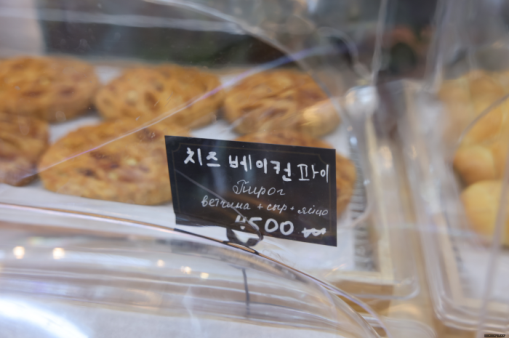 치즈 베이컨파이
Пирог
ветчина + сыр + яйцо
500